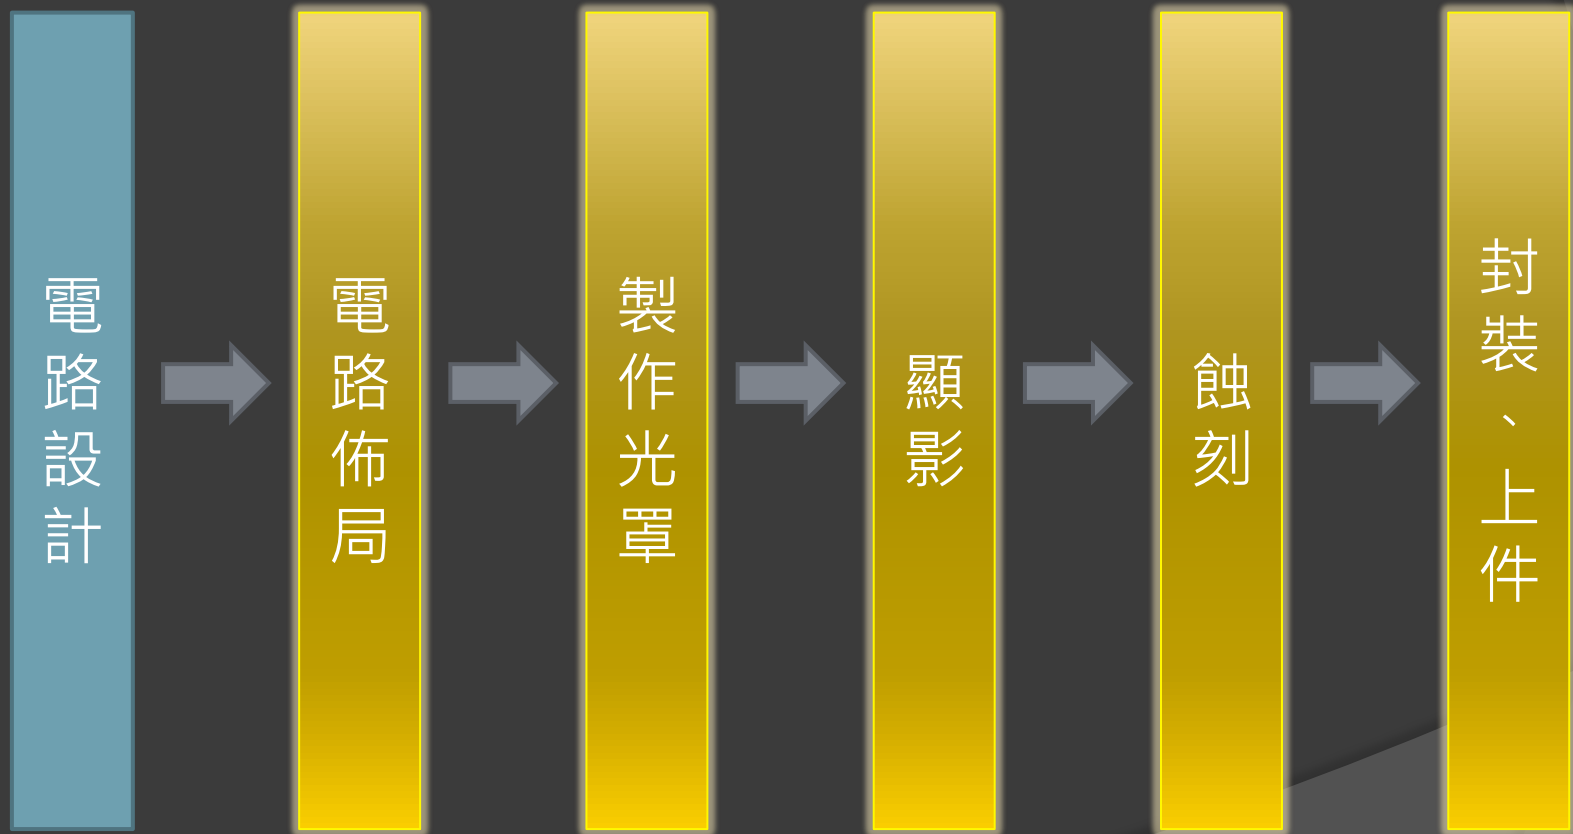 電路設計
電路佈局
製作光罩
顯影
蝕刻
封裝、上件